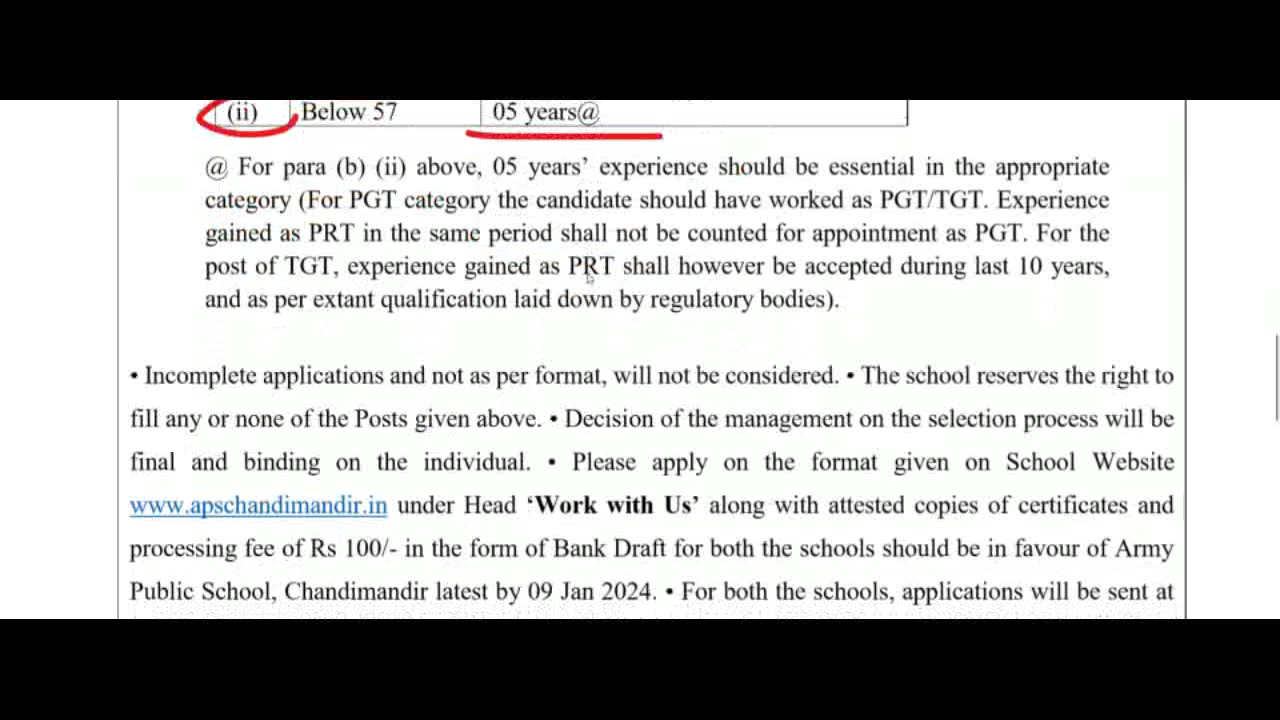 (ii) Below 57 05 years@
@ For para (b) (ii) above, 05 years’ experience should be essential in the appropriate
category (For PGT category the candidate should have worked as PGT/TGT. Experience
gained as PRT in the same period shall not be counted for appointment as PGT. For the
post of TGT, experience gained as PRT shall however be accepted during last 10 years,
and as per extant qualification laid down by regulatory bodies).
• Incomplete applications and not as per format, will not be considered. • The school reserves the right to
fill any or none of the Posts given above. • Decision of the management on the selection process will be
final and binding on the individual. • Please apply on the format given on School Website
www.apschandimandir.in under Head ‘Work with Us’ along with attested copies of certificates and
processing fee of Rs 100/- in the form of Bank Draft for both the schools should be in favour of Army
Public School, Chandimandir latest by 09 Jan 2024. • For both the schools, applications will be sent at